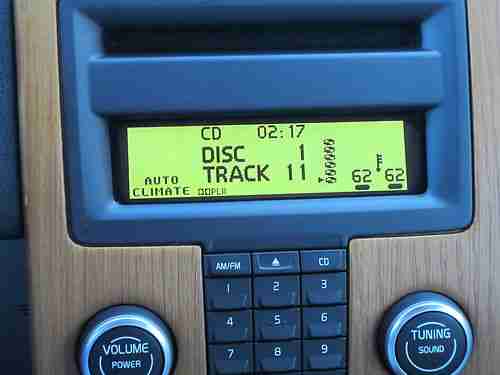 CD 02:17
DISC 1
TRACK 11
AUTO
CLIMATE PLII 62 62
AM/FM CD
1 2 3
4 5 6
7 8 9
VOLUME
POWER
TUNING
SOUND